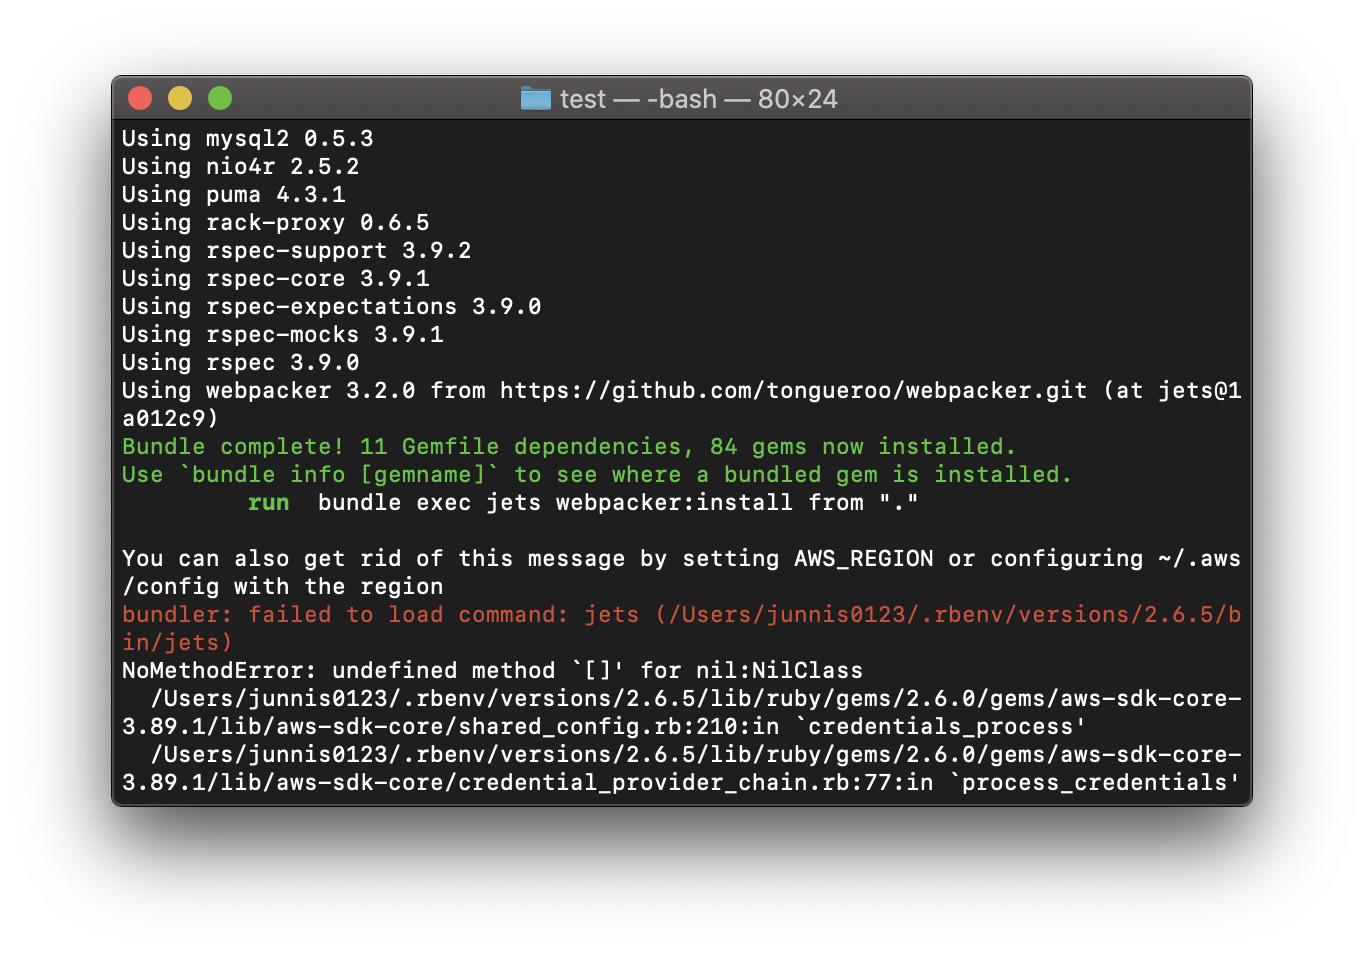 test — -bash — 80×24
Using mysql2 0.5.3
Using nio4r 2.5.2
Using puma 4.3.1
Using rack-proxy 0.6.5
Using rspec-support 3.9.2
Using rspec-core 3.9.1
Using rspec-expectations 3.9.0
Using rspec-mocks 3.9.1
Using rspec 3.9.0
Using webpacker 3.2.0 from https://github.com/tongueroo/webpacker.git (at jets@1
a012c9)
Bundle complete! 11 Gemfile dependencies, 84 gems now installed.
Use `bundle info [gemname]` to see where a bundled gem is installed.
run  bundle exec jets webpacker:install from "."
You can also get rid of this message by setting AWS_REGION or configuring ~/.aws
/config with the region
bundler: failed to load command: jets (/Users/junnis0123/.rbenv/versions/2.6.5/b
in/jets)
NoMethodError: undefined method `[]' for nil:NilClass
/Users/junnis0123/.rbenv/versions/2.6.5/lib/ruby/gems/2.6.0/gems/aws-sdk-core-
3.89.1/lib/aws-sdk-core/shared_config.rb:210:in `credentials_process'
/Users/junnis0123/.rbenv/versions/2.6.5/lib/ruby/gems/2.6.0/gems/aws-sdk-core-
3.89.1/lib/aws-sdk-core/credential_provider_chain.rb:77:in `process_credentials'